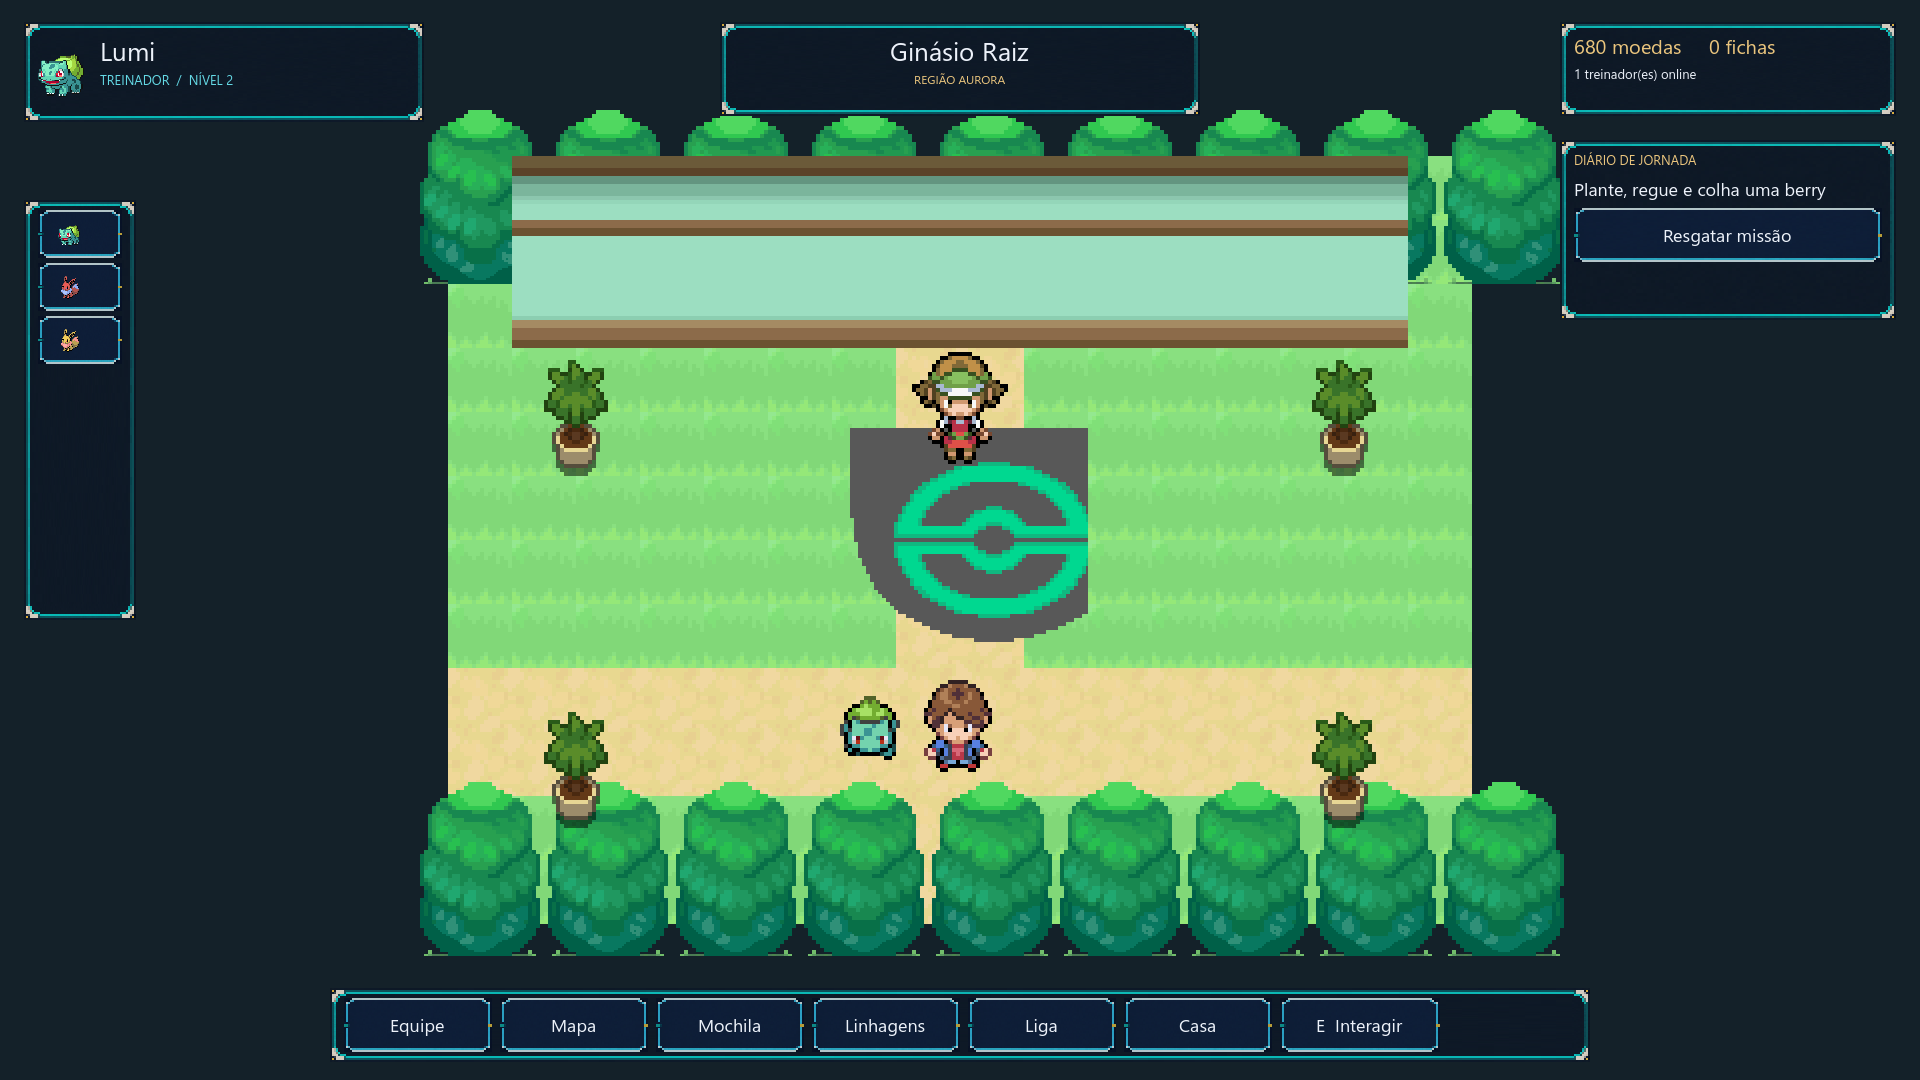 Lumi
TREINADOR / NÍVEL 2
Ginásio Raiz
REGIÃO AURORA
680 moedas 0 fichas
1 treinador(es) online
DIÁRIO DE JORNADA
Plante, regue e colha uma berry
Resgatar missão
Equipe
Mapa
Mochila
Linhagens
Liga
Casa
E Interagir